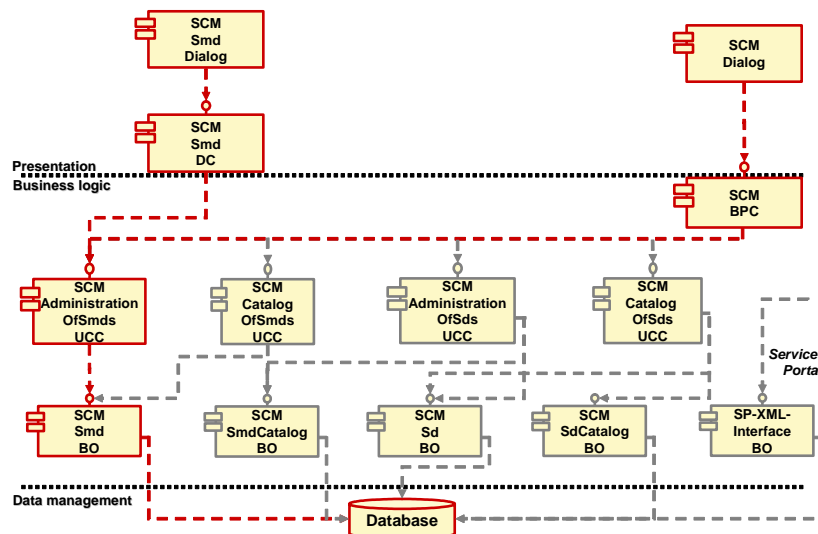 SCM
Smd
Dialog
SCM
Dialog
SCM
Smd
DC
Presentation
Business logic
SCM
BPC
SCM
Administration
OfSmds
UCC
SCM
Catalog
OfSmds
UCC
SCM
Administration
OfSds
UCC
SCM
Catalog
OfSds
UCC
Service
Porta
SCM
Smd
BO
SCM
SmdCatalog
BO
SCM
Sd
BO
SCM
SdCatalog
BO
SP-XML-
Interface
BO
Data management
Database